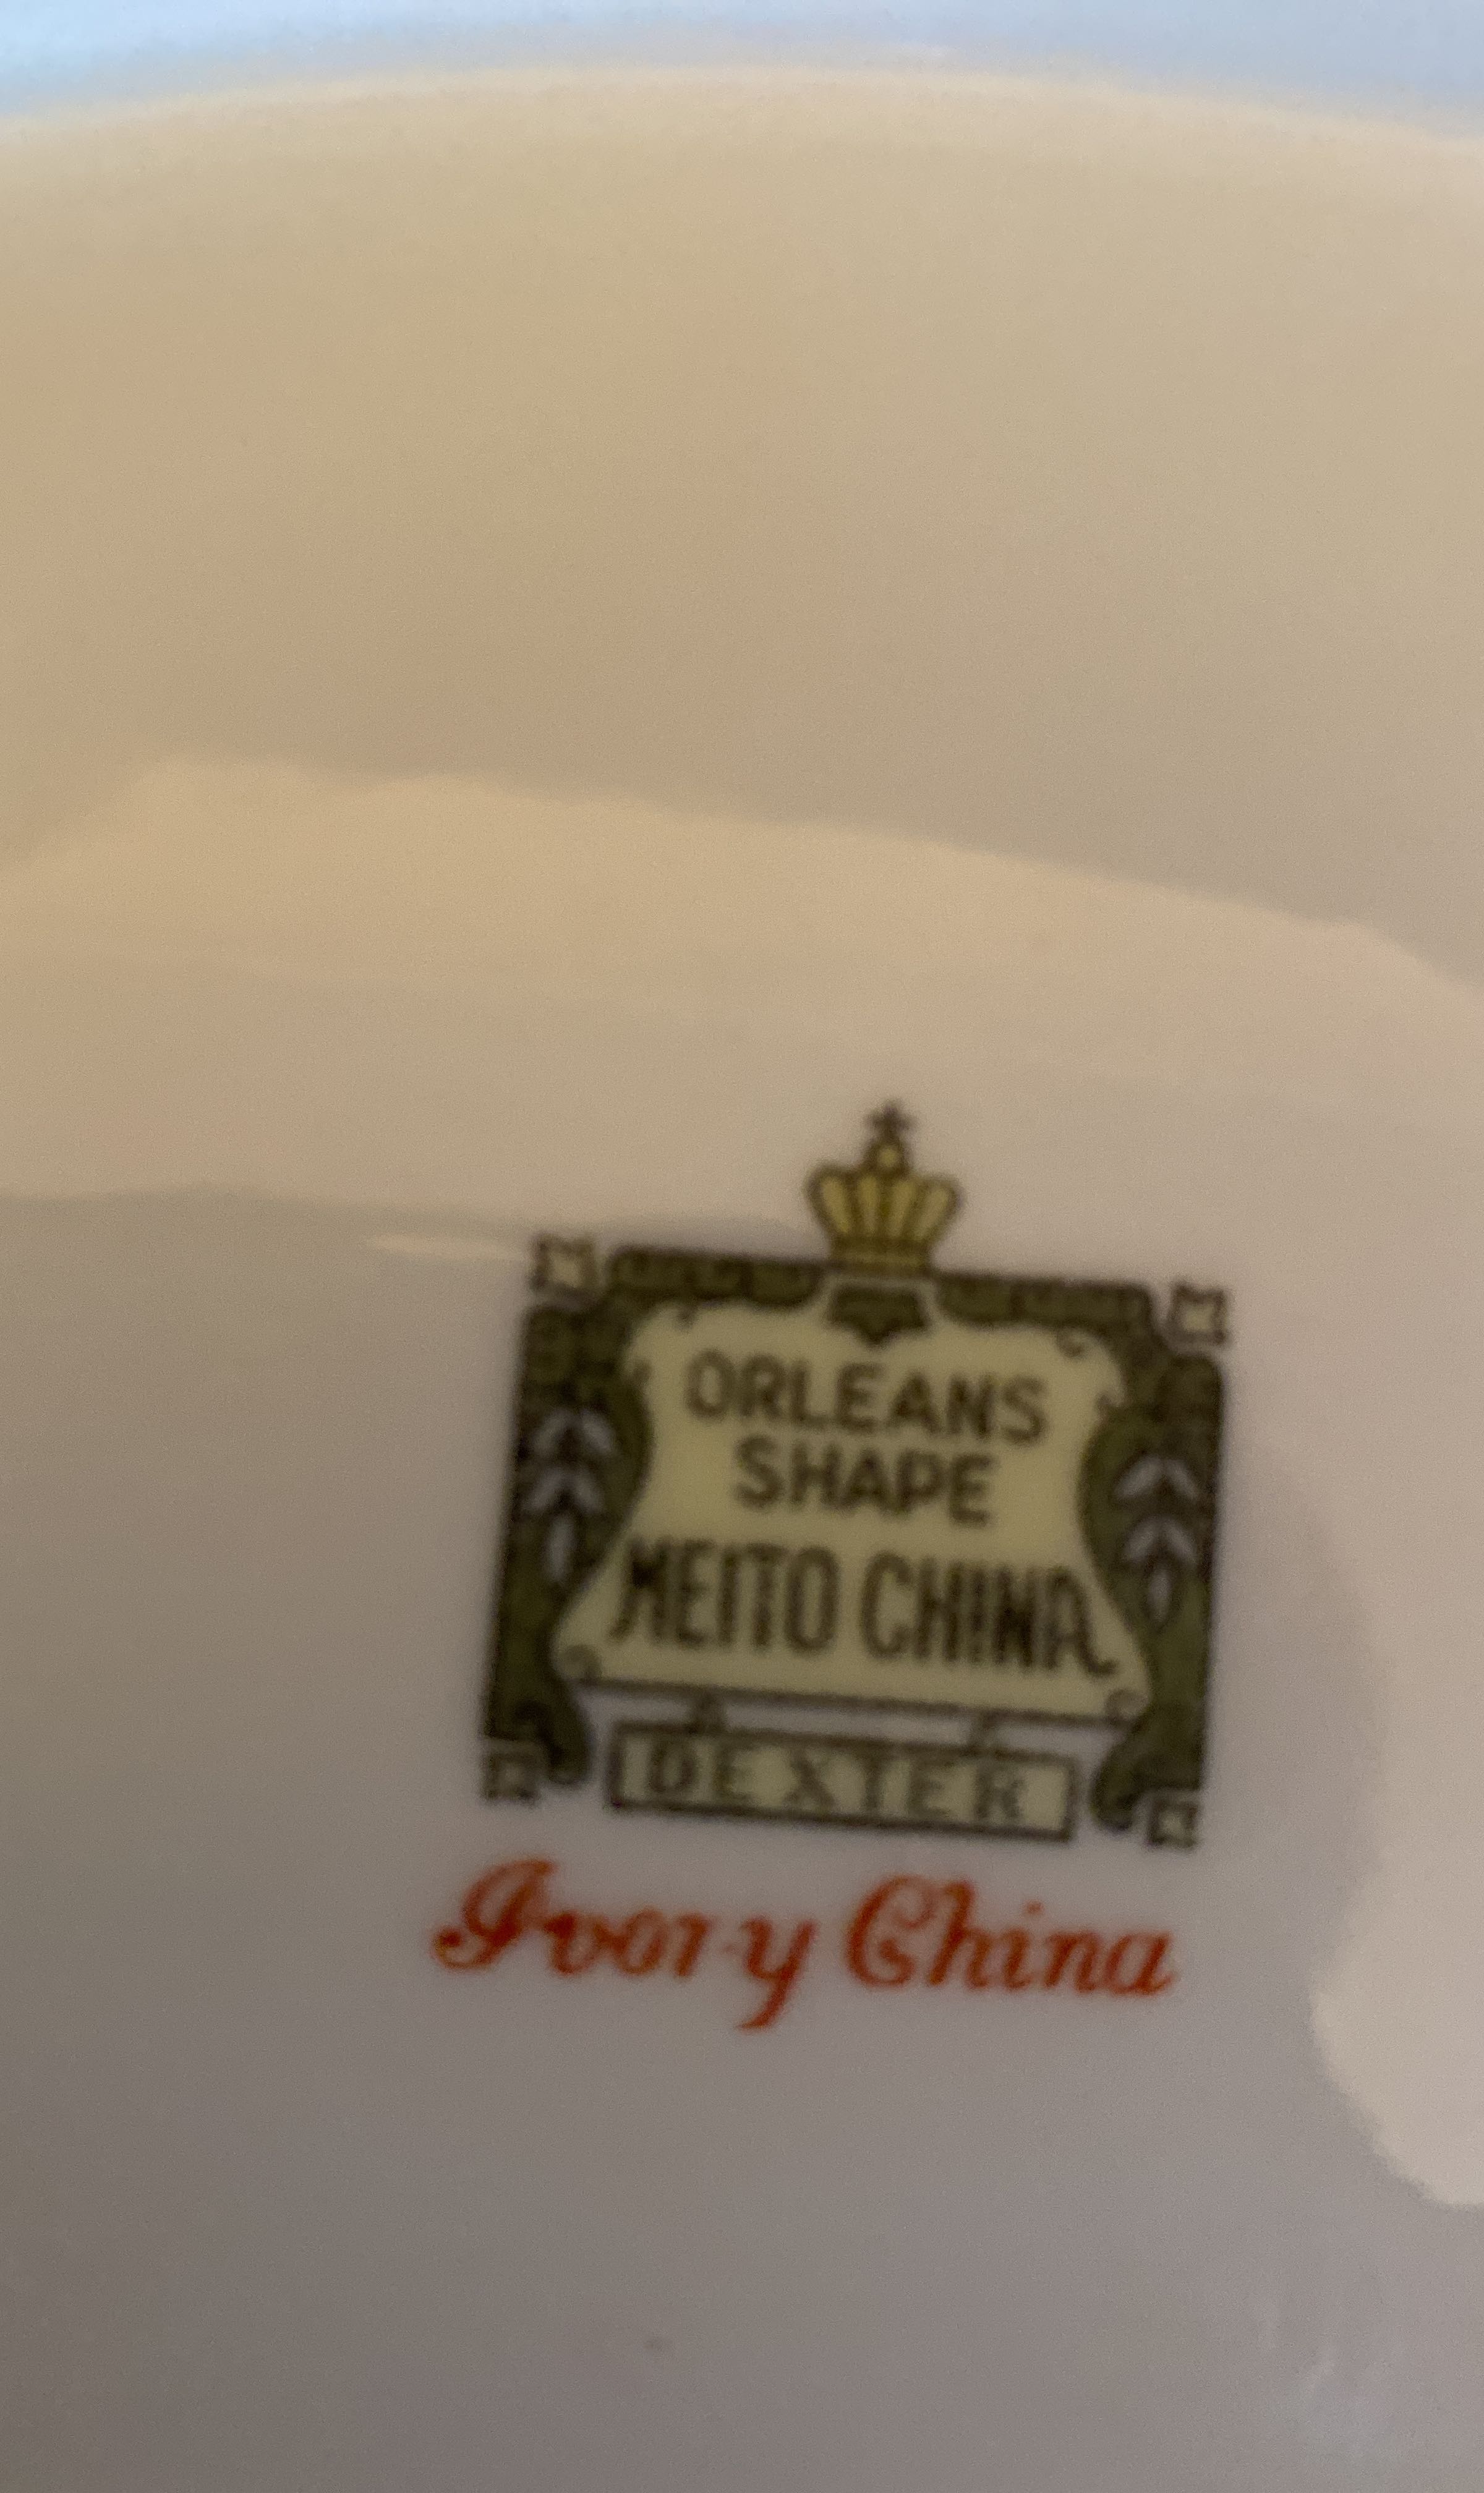 ORLEANS
SHAPE
MEITO CHINA
DEXTER
Ivory China